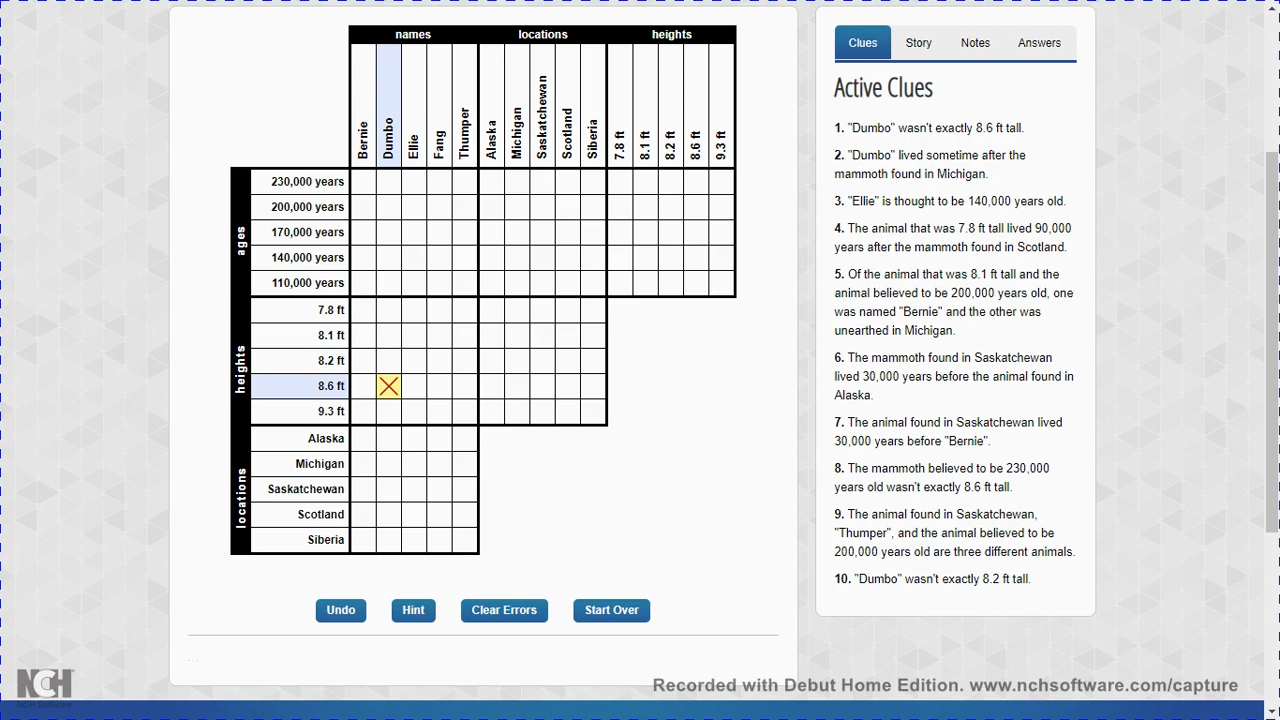 names
locations
heights
Bernie
Dumbo
Ellie
Fang
Thumper
Alaska
Michigan
Saskatchewan
Scotland
Siberia
7.8 ft
8.1 ft
8.2 ft
8.6 ft
9.3 ft
ages
230,000 years
200,000 years
170,000 years
140,000 years
110,000 years
heights
7.8 ft
8.1 ft
8.2 ft
8.6 ft
9.3 ft
locations
Alaska
Michigan
Saskatchewan
Scotland
Siberia
Undo
Hint
Clear Errors
Start Over
Clues
Story
Notes
Answers
Active Clues
1. "Dumbo" wasn't exactly 8.6 ft tall.
2. "Dumbo" lived sometime after the
mammoth found in Michigan.
3. "Ellie" is thought to be 140,000 years old.
4. The animal that was 7.8 ft tall lived 90,000
years after the mammoth found in Scotland.
5. Of the animal that was 8.1 ft tall and the
animal believed to be 200,000 years old, one
was named "Bernie" and the other was
unearthed in Michigan.
6. The mammoth found in Saskatchewan
lived 30,000 years before the animal found in
Alaska.
7. The animal found in Saskatchewan lived
30,000 years before "Bernie".
8. The mammoth believed to be 230,000
years old wasn't exactly 8.6 ft tall.
9. The animal found in Saskatchewan,
"Thumper", and the animal believed to be
200,000 years old are three different animals.
10. "Dumbo" wasn't exactly 8.2 ft tall.
NCH
NCH Software
Recorded with Debut Home Edition. www.nchsoftware.com/capture